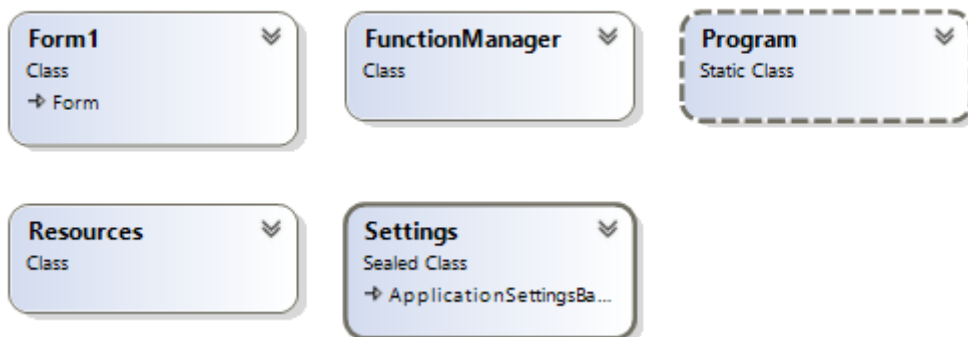 Form1
Class
Form
FunctionManager
Class
Program
Static Class
Resources
Class
Settings
Sealed Class
ApplicationSettingsBa...